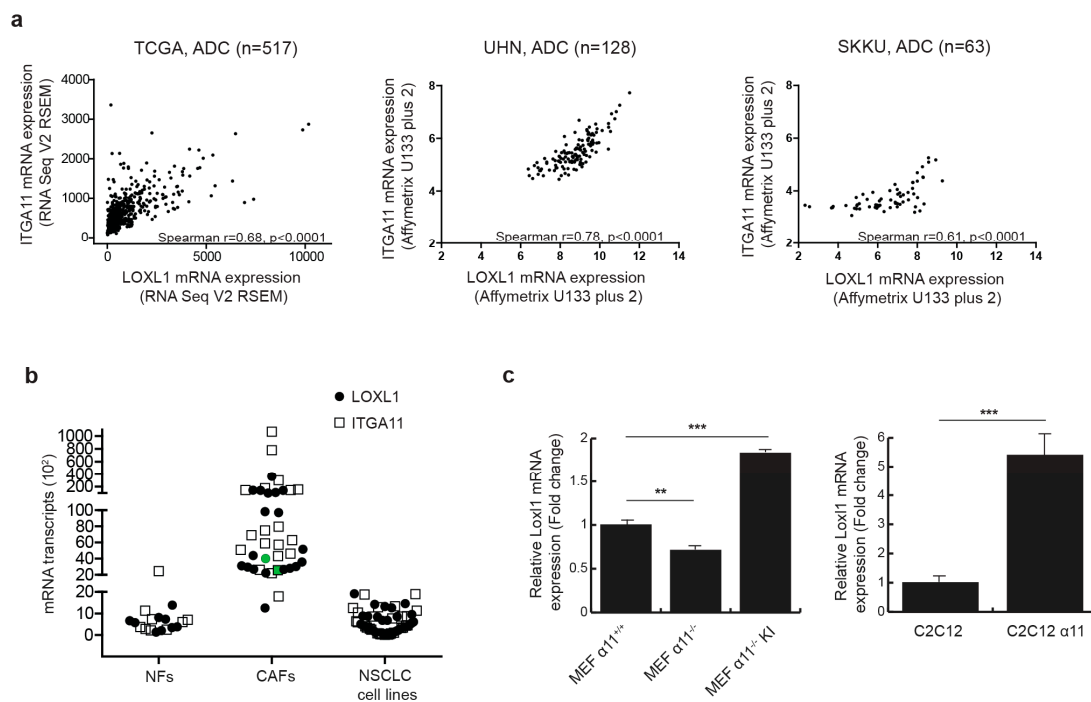 a
TCGA, ADC (n=517)
UHN, ADC (n=128)
SKKU, ADC (n=63)
ITGA11 mRNA expression
(RNA Seq V2 RSEM)
4000
3000
2000
1000
0
Spearman r=0.68, p<0.0001
0
5000
10000
LOXL1 mRNA expression
(RNA Seq V2 RSEM)
ITGA11 mRNA expression
(Affymetrix U133 plus 2)
8
6
4
2
Spearman r=0.78, p<0.0001
2
4
6
8
10
12
14
LOXL1 mRNA expression
(Affymetrix U133 plus 2)
ITGA11 mRNA expression
(Affymetrix U133 plus 2)
8
6
4
2
Spearman r=0.61, p<0.0001
2
4
6
8
10
12
14
LOXL1 mRNA expression
(Affymetrix U133 plus 2)
b
LOXL1
ITGA11
mRNA transcripts (10²)
1000
800
600
400
200
100
80
60
40
20
20
10
0
NFs
CAFs
NSCLC
cell lines
c
Relative Loxl1 mRNA
expression (Fold change)
2
1.5
1
0.5
0
***
**
MEF α11⁺/⁺
MEF α11⁻/⁻
MEF α11⁻/⁻ KI
Relative Loxl1 mRNA
expression (Fold change)
6
5
4
3
2
1
0
***
C2C12
C2C12 α11